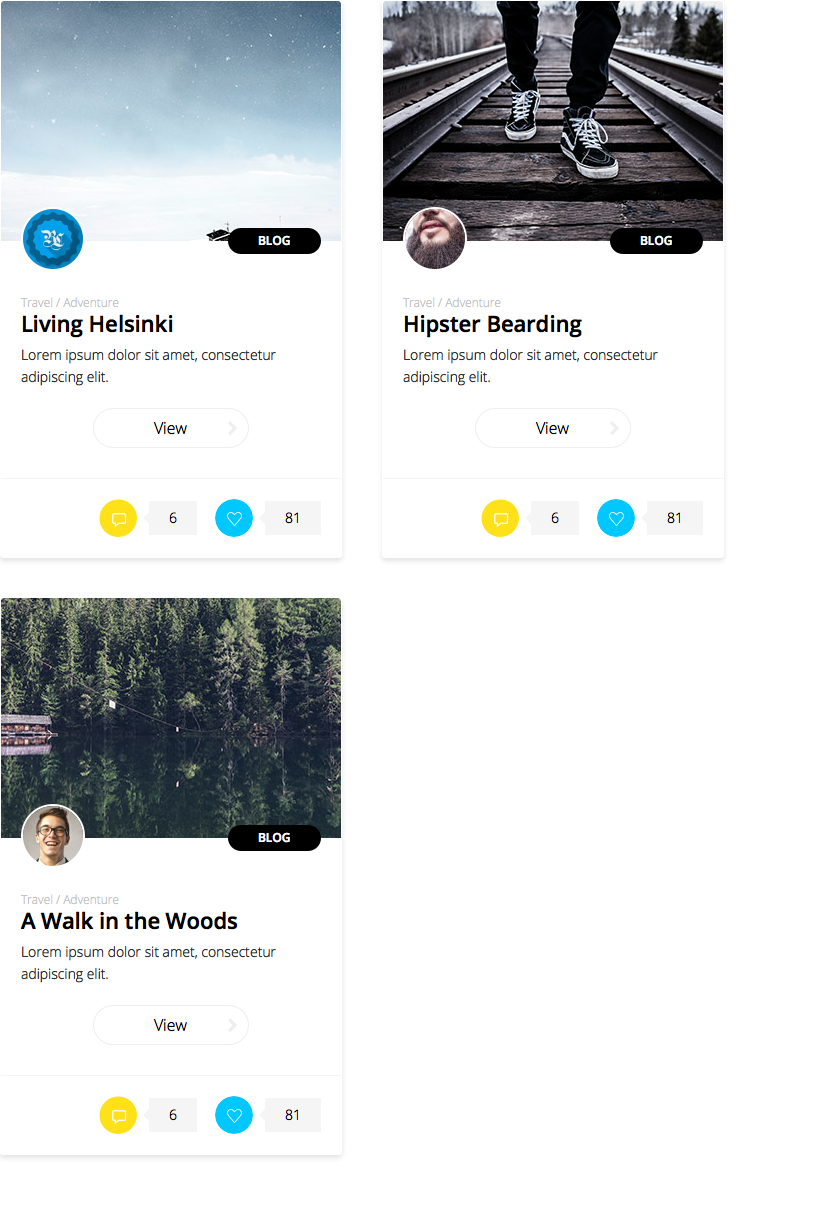 BLOG
Travel / Adventure
Living Helsinki
Lorem ipsum dolor sit amet, consectetur
adipiscing elit.
View
6
81
BLOG
Travel / Adventure
Hipster Bearding
Lorem ipsum dolor sit amet, consectetur
adipiscing elit.
View
6
81
BLOG
Travel / Adventure
A Walk in the Woods
Lorem ipsum dolor sit amet, consectetur
adipiscing elit.
View
6
81